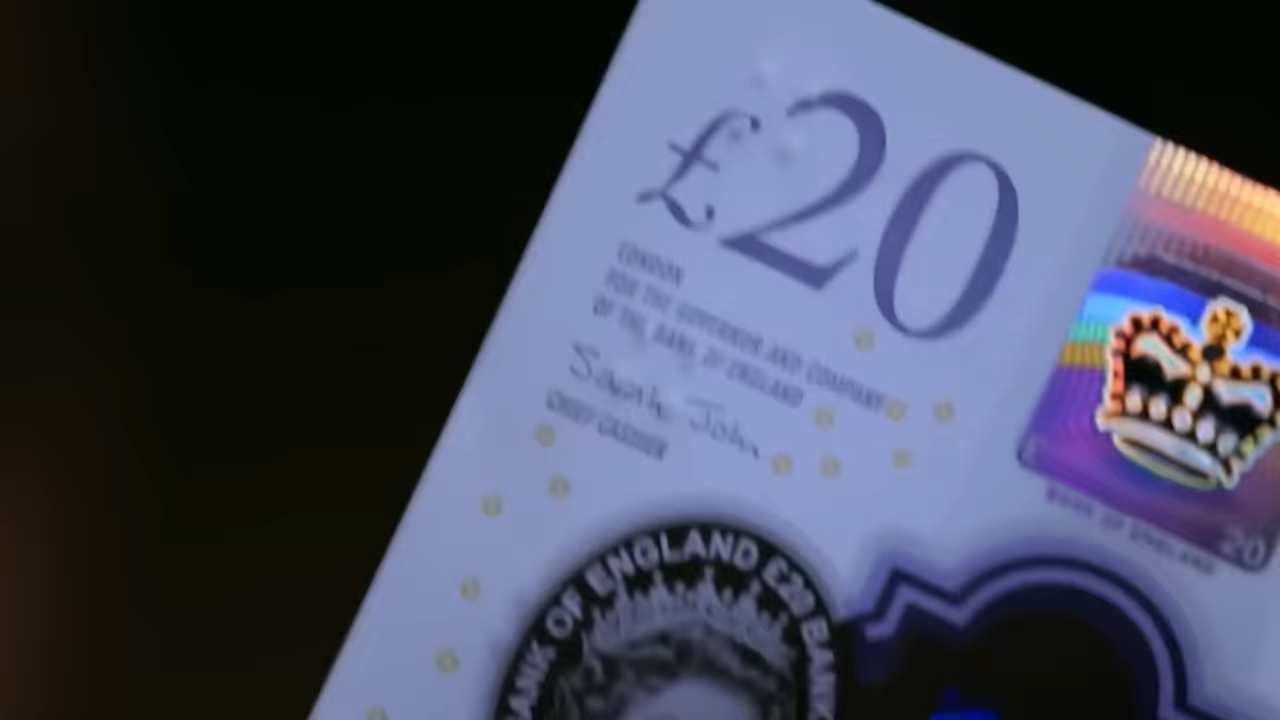 £20
LONDON
FOR THE GOVERNOR AND COMPANY
OF THE BANK OF ENGLAND
Sarah John
CHIEF CASHIER
BANK OF ENGLAND
20
BANK OF ENGLAND £20 BANK